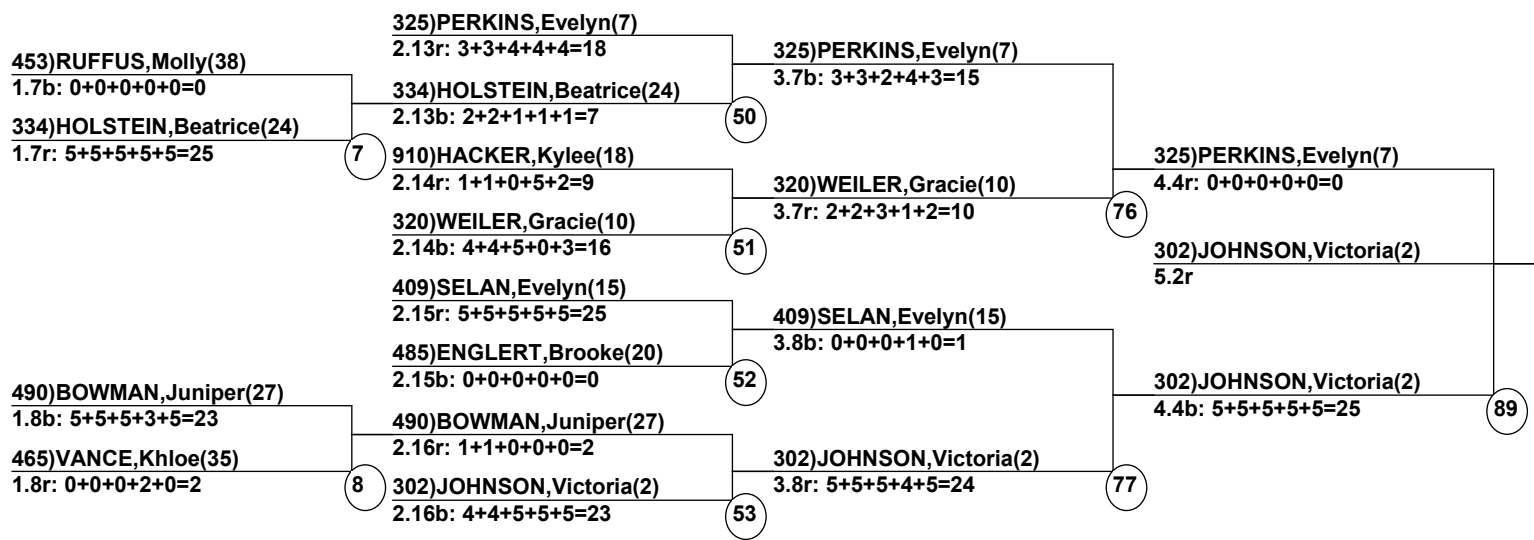 453)RUFFUS,Molly(38)
1.7b: 0+0+0+0+0=0
334)HOLSTEIN,Beatrice(24)
1.7r: 5+5+5+5+5=25
7
490)BOWMAN,Juniper(27)
1.8b: 5+5+5+3+5=23
465)VANCE,Khloe(35)
1.8r: 0+0+0+2+0=2
8
325)PERKINS,Evelyn(7)
2.13r: 3+3+4+4+4=18
334)HOLSTEIN,Beatrice(24)
2.13b: 2+2+1+1+1=7
50
910)HACKER,Kylee(18)
2.14r: 1+1+0+5+2=9
320)WEILER,Gracie(10)
2.14b: 4+4+5+0+3=16
51
409)SELAN,Evelyn(15)
2.15r: 5+5+5+5+5=25
485)ENGLERT,Brooke(20)
2.15b: 0+0+0+0+0=0
52
490)BOWMAN,Juniper(27)
2.16r: 1+1+0+0+0=2
302)JOHNSON,Victoria(2)
2.16b: 4+4+5+5+5=23
53
325)PERKINS,Evelyn(7)
3.7b: 3+3+2+4+3=15
320)WEILER,Gracie(10)
3.7r: 2+2+3+1+2=10
76
409)SELAN,Evelyn(15)
3.8b: 0+0+0+1+0=1
302)JOHNSON,Victoria(2)
3.8r: 5+5+5+4+5=24
77
325)PERKINS,Evelyn(7)
4.4r: 0+0+0+0+0=0
302)JOHNSON,Victoria(2)
5.2r
302)JOHNSON,Victoria(2)
4.4b: 5+5+5+5+5=25
89